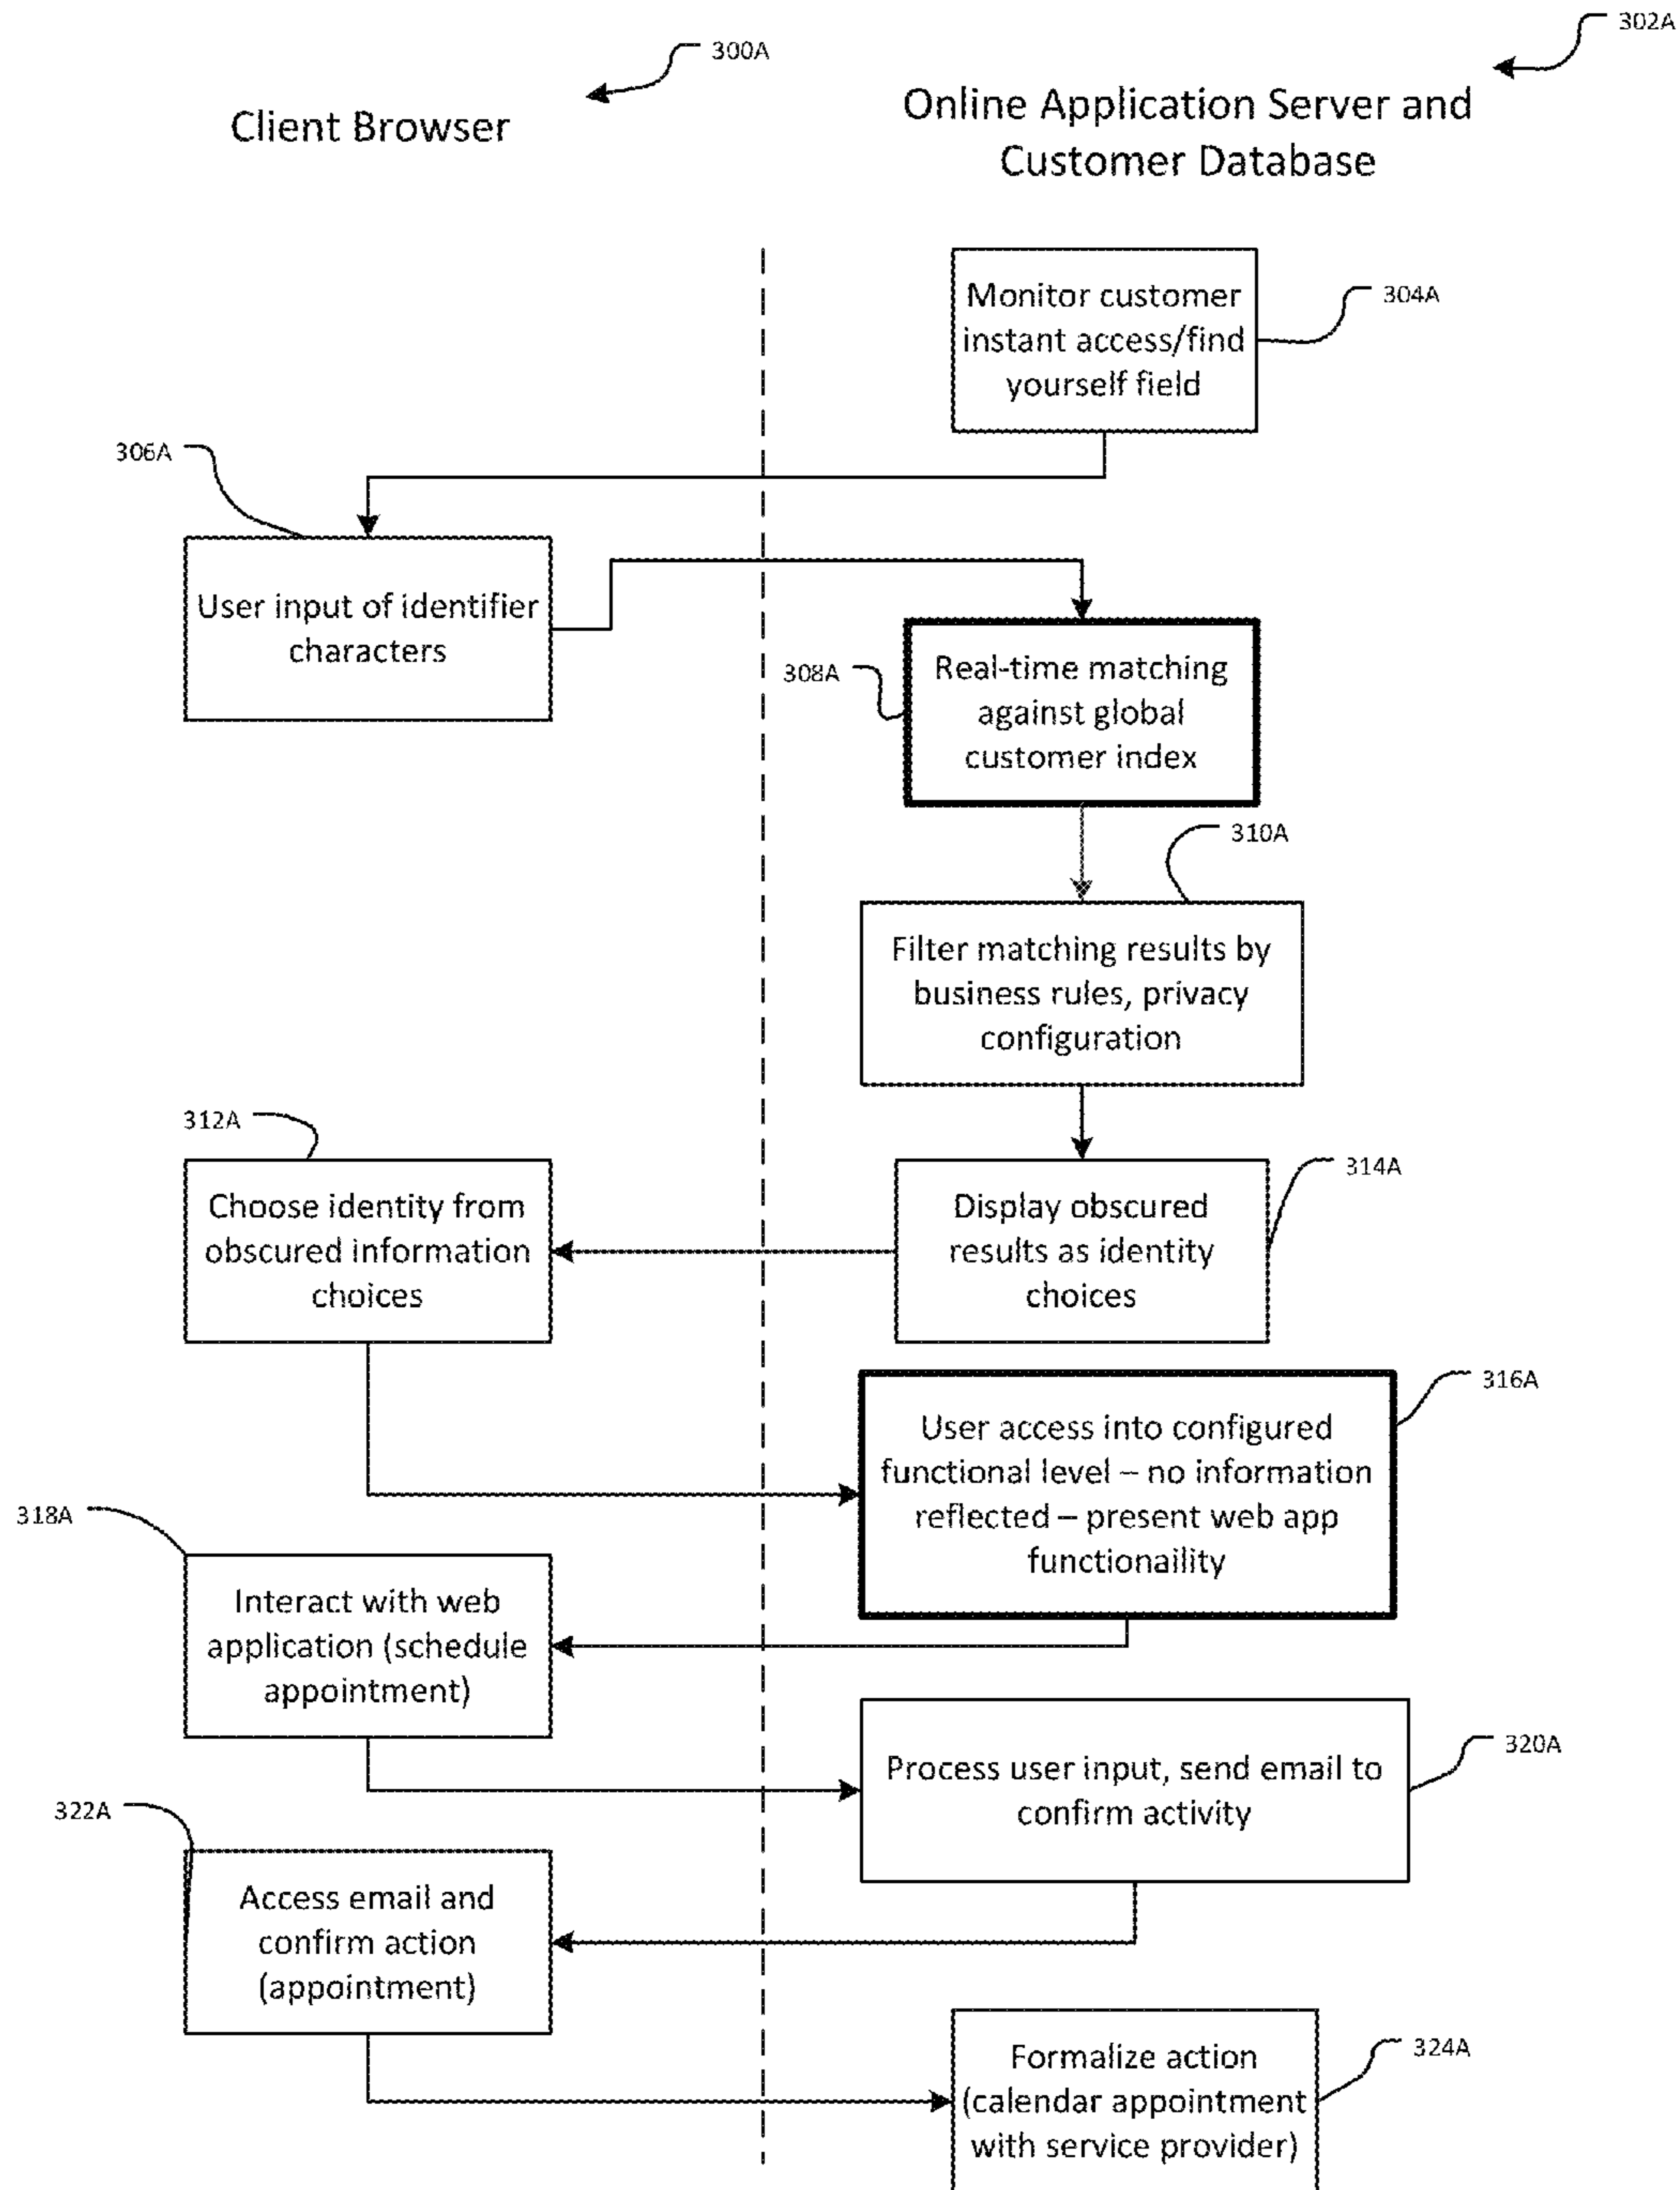 302A
300A
Client Browser
Online Application Server and
Customer Database
Monitor customer
instant access/find
yourself field
304A
306A
User input of identifier
characters
308A
Real-time matching
against global
customer index
310A
Filter matching results by
business rules, privacy
configuration
312A
Choose identity from
obscured information
choices
314A
Display obscured
results as identity
choices
316A
User access into configured
functional level – no information
reflected – present web app
functionaility
318A
Interact with web
application (schedule
appointment)
320A
Process user input, send email to
confirm activity
322A
Access email and
confirm action
(appointment)
324A
Formalize action
(calendar appointment
with service provider)